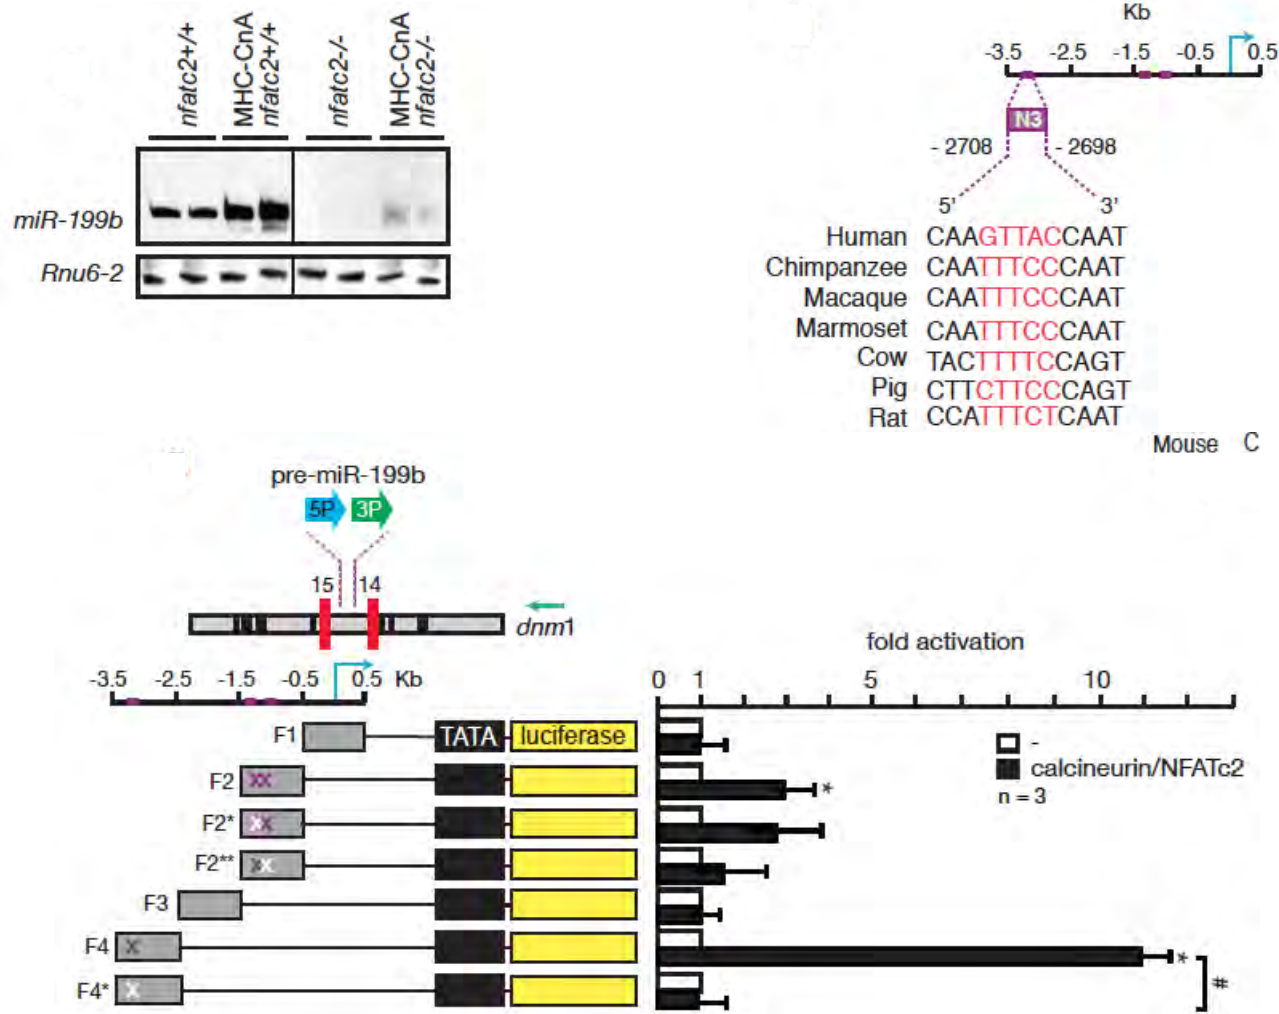 nfatc2+/+
MHC-CnA
nfatc2+/+
nfatc2-/-
MHC-CnA
nfatc2-/-
miR-199b
Rnu6-2
Kb
-3.5 -2.5 -1.5 -0.5 0.5
N3
- 2708 - 2698
5' 3'
Human CAAGTTACCAAT
Chimpanzee CAATTTCCCAAT
Macaque CAATTTCCCAAT
Marmoset CAATTTCCCAAT
Cow TACTTTTCCAGT
Pig CTTCTTCCCAGT
Rat CCATTTCTCAAT
Mouse C
pre-miR-199b
5P 3P
15 14
dnm1
-3.5 -2.5 -1.5 -0.5 0.5 Kb
fold activation
0 1 5 10
F1 TATA luciferase
F2 xx
F2* xx
F2** xx
F3
F4 x
F4* x
-
calcineurin/NFATc2
n = 3
*
*
#